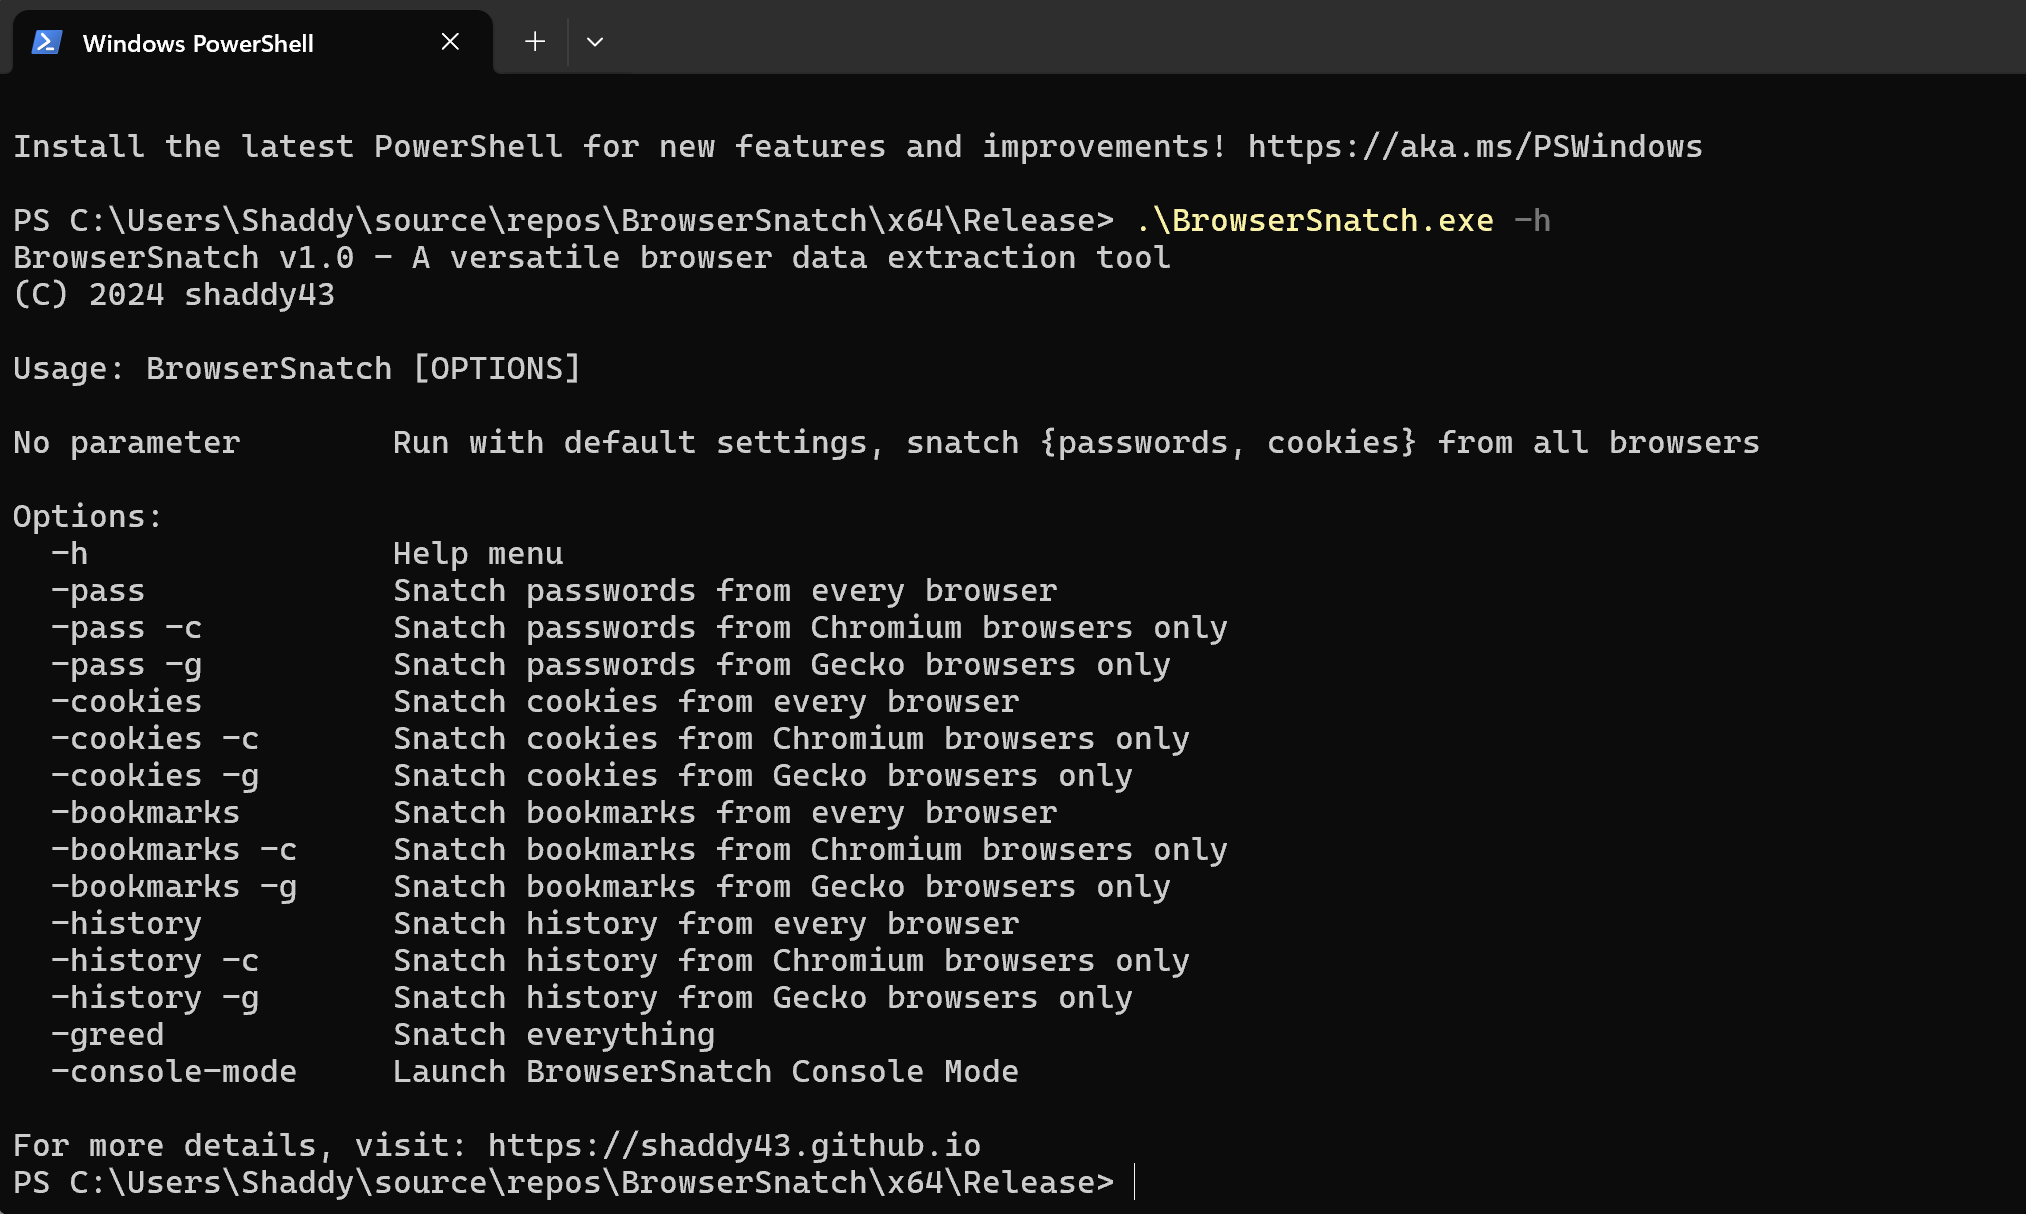 Windows PowerShell
Install the latest PowerShell for new features and improvements! https://aka.ms/PSWindows
PS C:\Users\Shaddy\source\repos\BrowserSnatch\x64\Release> .\BrowserSnatch.exe -h
BrowserSnatch v1.0 - A versatile browser data extraction tool
(C) 2024 shaddy43
Usage: BrowserSnatch [OPTIONS]
No parameter        Run with default settings, snatch {passwords, cookies} from all browsers
Options:
  -h                Help menu
  -pass             Snatch passwords from every browser
  -pass -c          Snatch passwords from Chromium browsers only
  -pass -g          Snatch passwords from Gecko browsers only
  -cookies          Snatch cookies from every browser
  -cookies -c       Snatch cookies from Chromium browsers only
  -cookies -g       Snatch cookies from Gecko browsers only
  -bookmarks        Snatch bookmarks from every browser
  -bookmarks -c     Snatch bookmarks from Chromium browsers only
  -bookmarks -g     Snatch bookmarks from Gecko browsers only
  -history          Snatch history from every browser
  -history -c       Snatch history from Chromium browsers only
  -history -g       Snatch history from Gecko browsers only
  -greed            Snatch everything
  -console-mode     Launch BrowserSnatch Console Mode
For more details, visit: https://shaddy43.github.io
PS C:\Users\Shaddy\source\repos\BrowserSnatch\x64\Release>